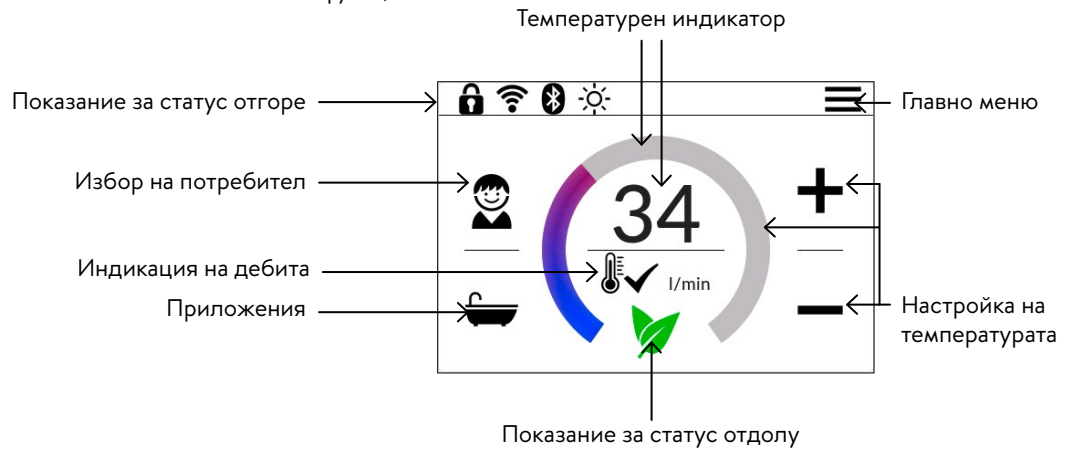 Температурен индикатор
Показание за статус отгоре
Главно меню
Избор на потребител
34
Индикация на дебита
l/min
Приложения
Настройка на
температурата
Показание за статус отдолу